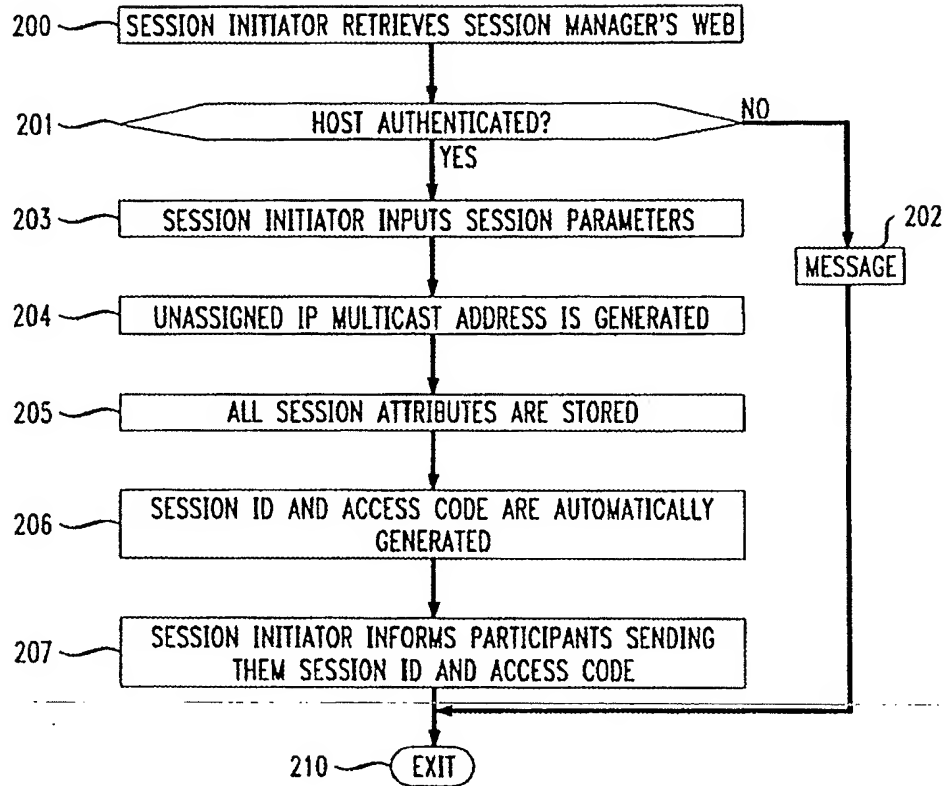 200 SESSION INITIATOR RETRIEVES SESSION MANAGER'S WEB
201 HOST AUTHENTICATED?
NO
YES
203 SESSION INITIATOR INPUTS SESSION PARAMETERS
202
MESSAGE
204 UNASSIGNED IP MULTICAST ADDRESS IS GENERATED
205 ALL SESSION ATTRIBUTES ARE STORED
206 SESSION ID AND ACCESS CODE ARE AUTOMATICALLY
GENERATED
207 SESSION INITIATOR INFORMS PARTICIPANTS SENDING
THEM SESSION ID AND ACCESS CODE
210 EXIT